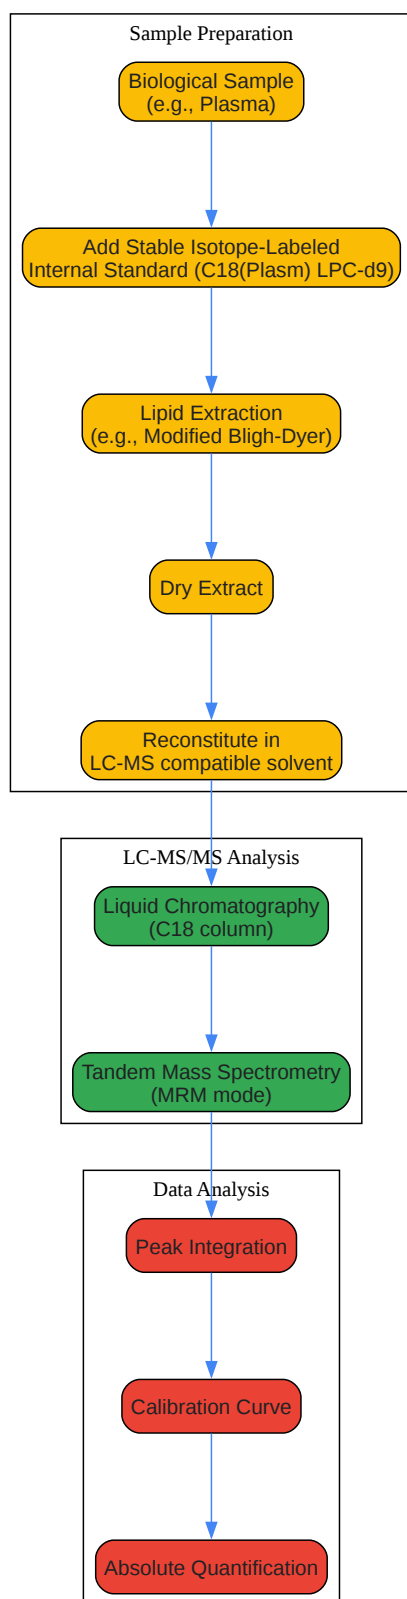 Sample Preparation
Biological Sample
(e.g., Plasma)
Add Stable Isotope-Labeled
Internal Standard (C18(Plasm) LPC-d9)
Lipid Extraction
(e.g., Modified Bligh-Dyer)
Dry Extract
Reconstitute in
LC-MS compatible solvent
LC-MS/MS Analysis
Liquid Chromatography
(C18 column)
Tandem Mass Spectrometry
(MRM mode)
Data Analysis
Peak Integration
Calibration Curve
Absolute Quantification